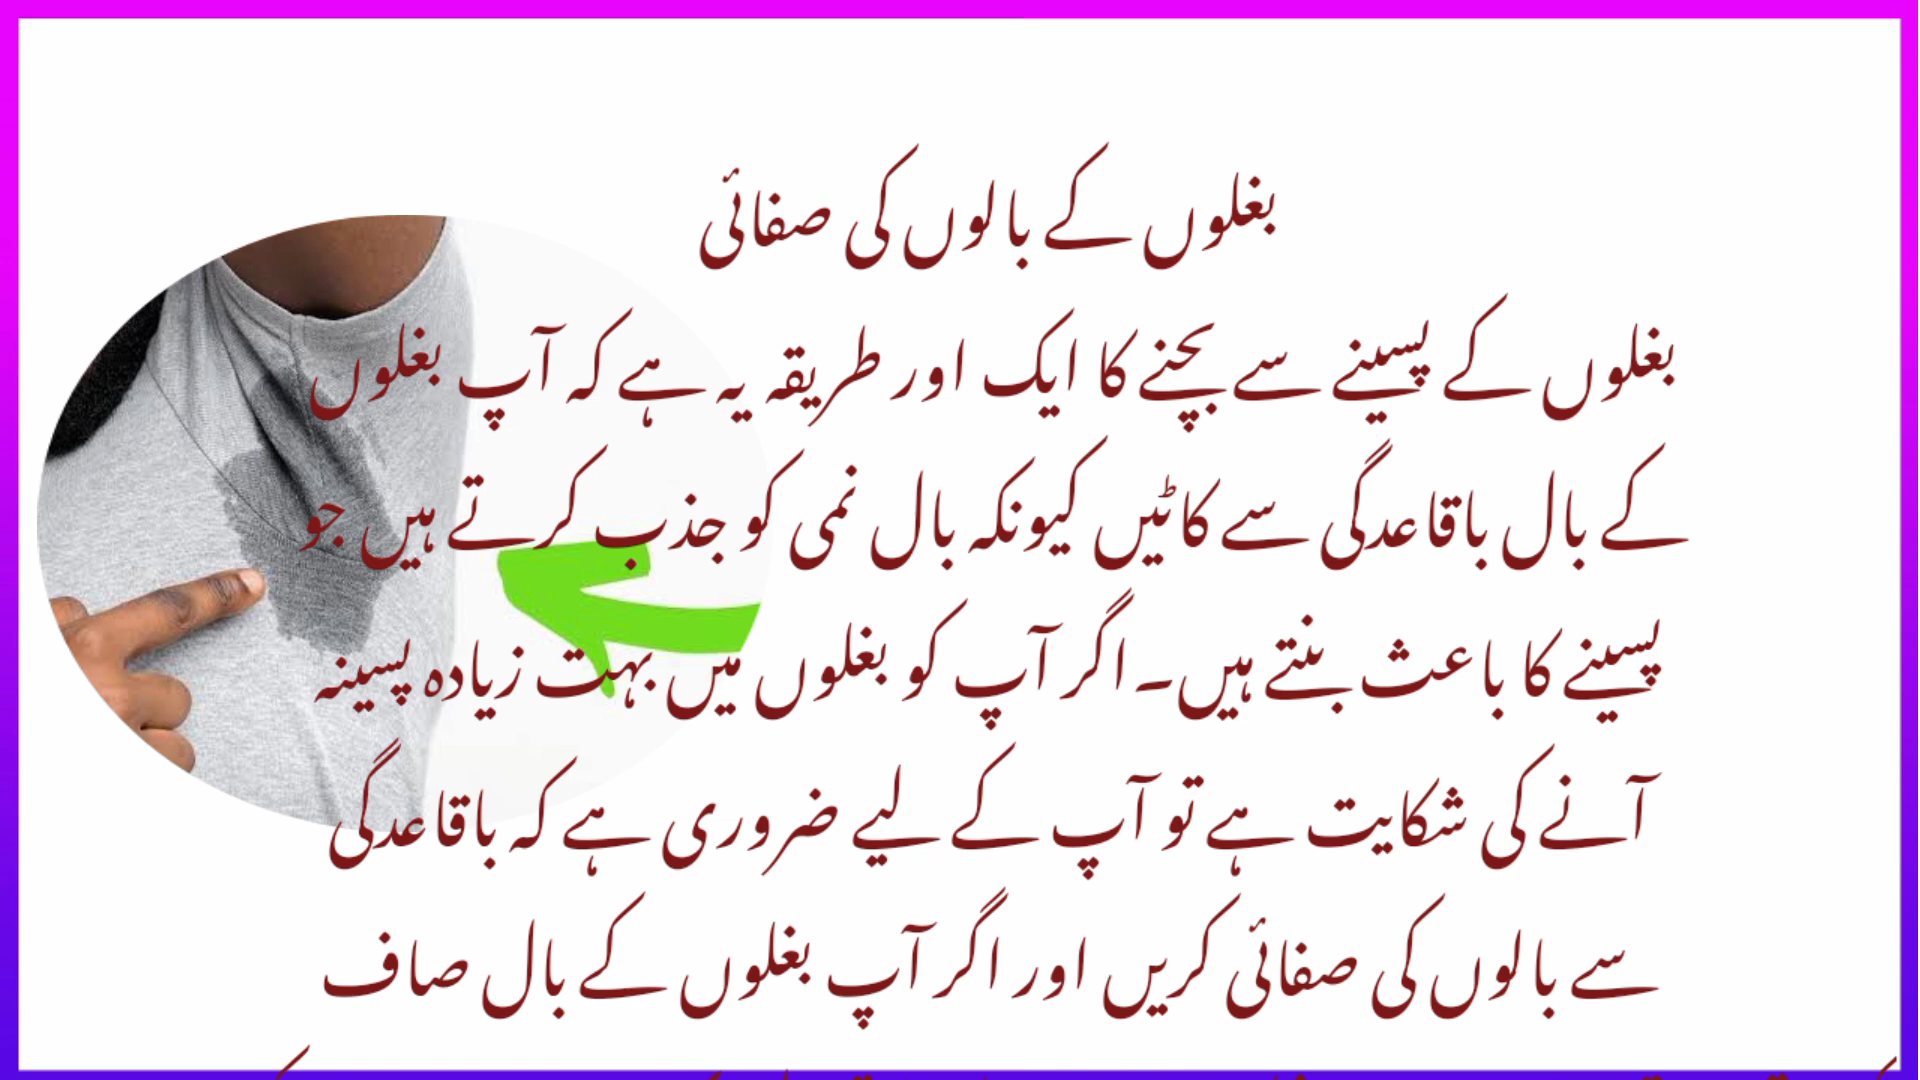 بغلوں کے بالوں کی صفائی
بغلوں کے پسینے سے بچنے کا ایک اور طریقہ یہ ہے کہ آپ بغلوں
کے بال باقاعدگی سے کاٹیں کیونکہ بال نمی کو جذب کرتے ہیں جو
پسینے کا باعث بنتے ہیں۔ اگر آپ کو بغلوں میں بہت زیادہ پسینہ
آنے کی شکایت ہے تو آپ کے لیے ضروری ہے کہ باقاعدگی
سے بالوں کی صفائی کریں اور اگر آپ بغلوں کے بال صاف